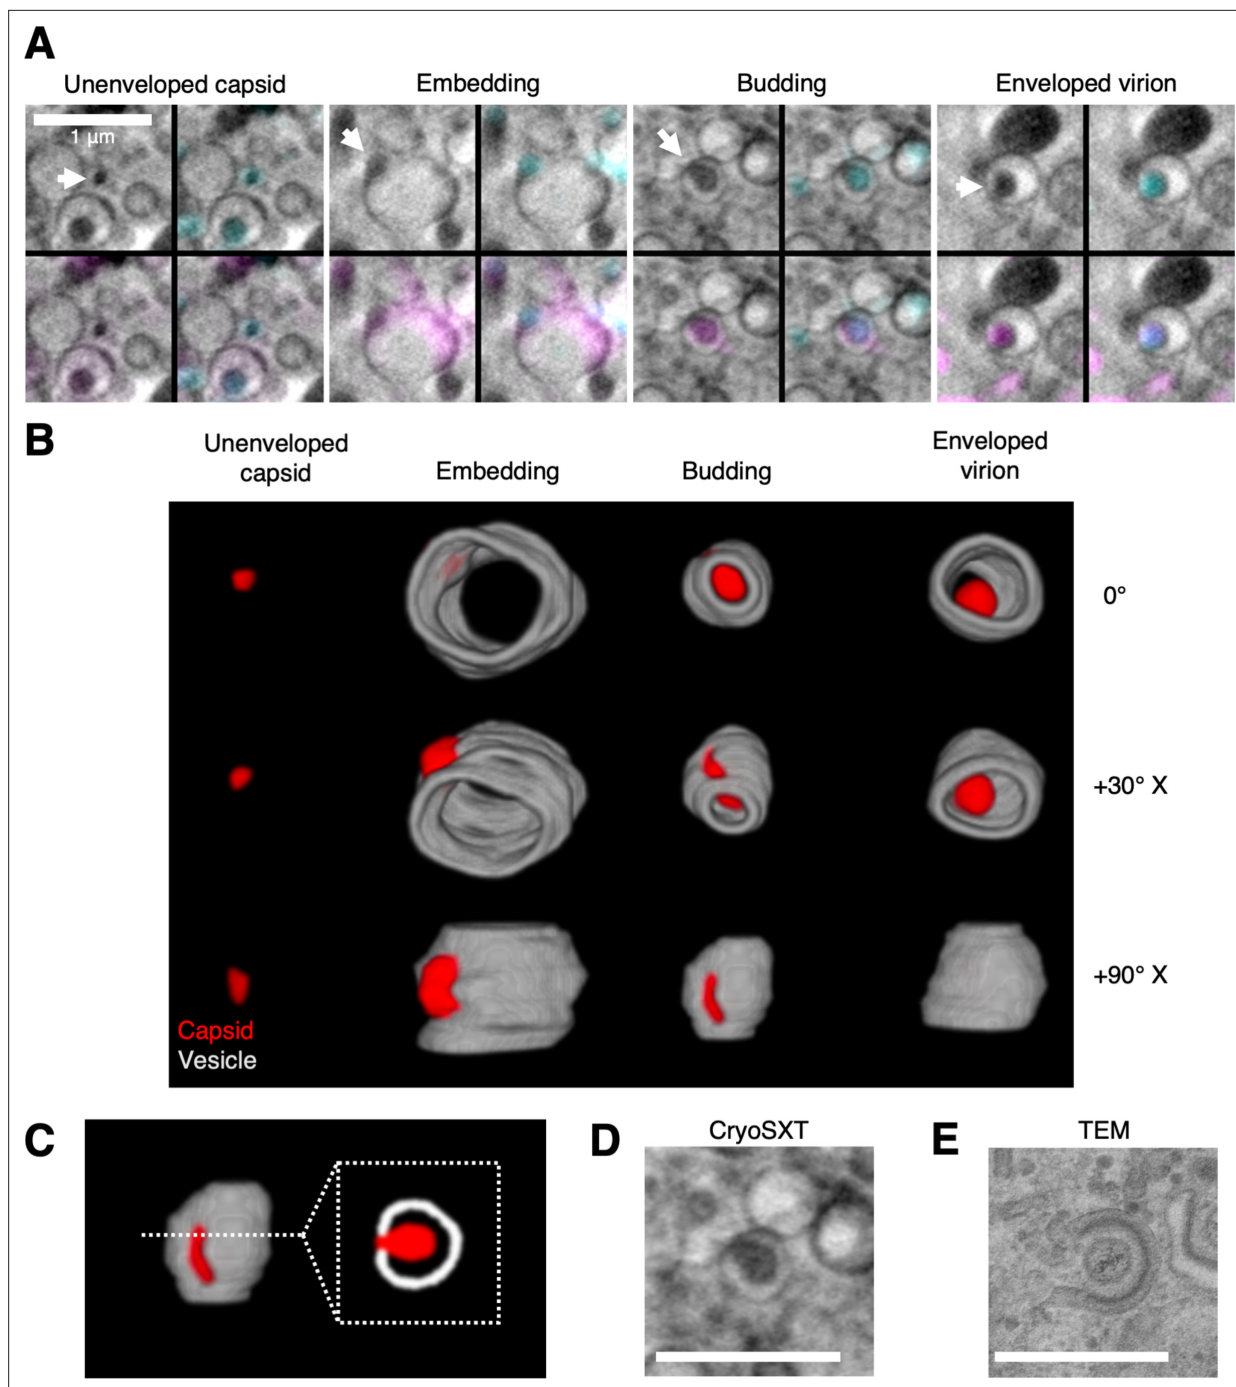 A
Unenveloped capsid
Embedding
Budding
Enveloped virion
1 µm
B
Unenveloped
capsid
Embedding
Budding
Enveloped
virion
0°
+30° X
+90° X
Capsid
Vesicle
C
D
CryoSXT
E
TEM